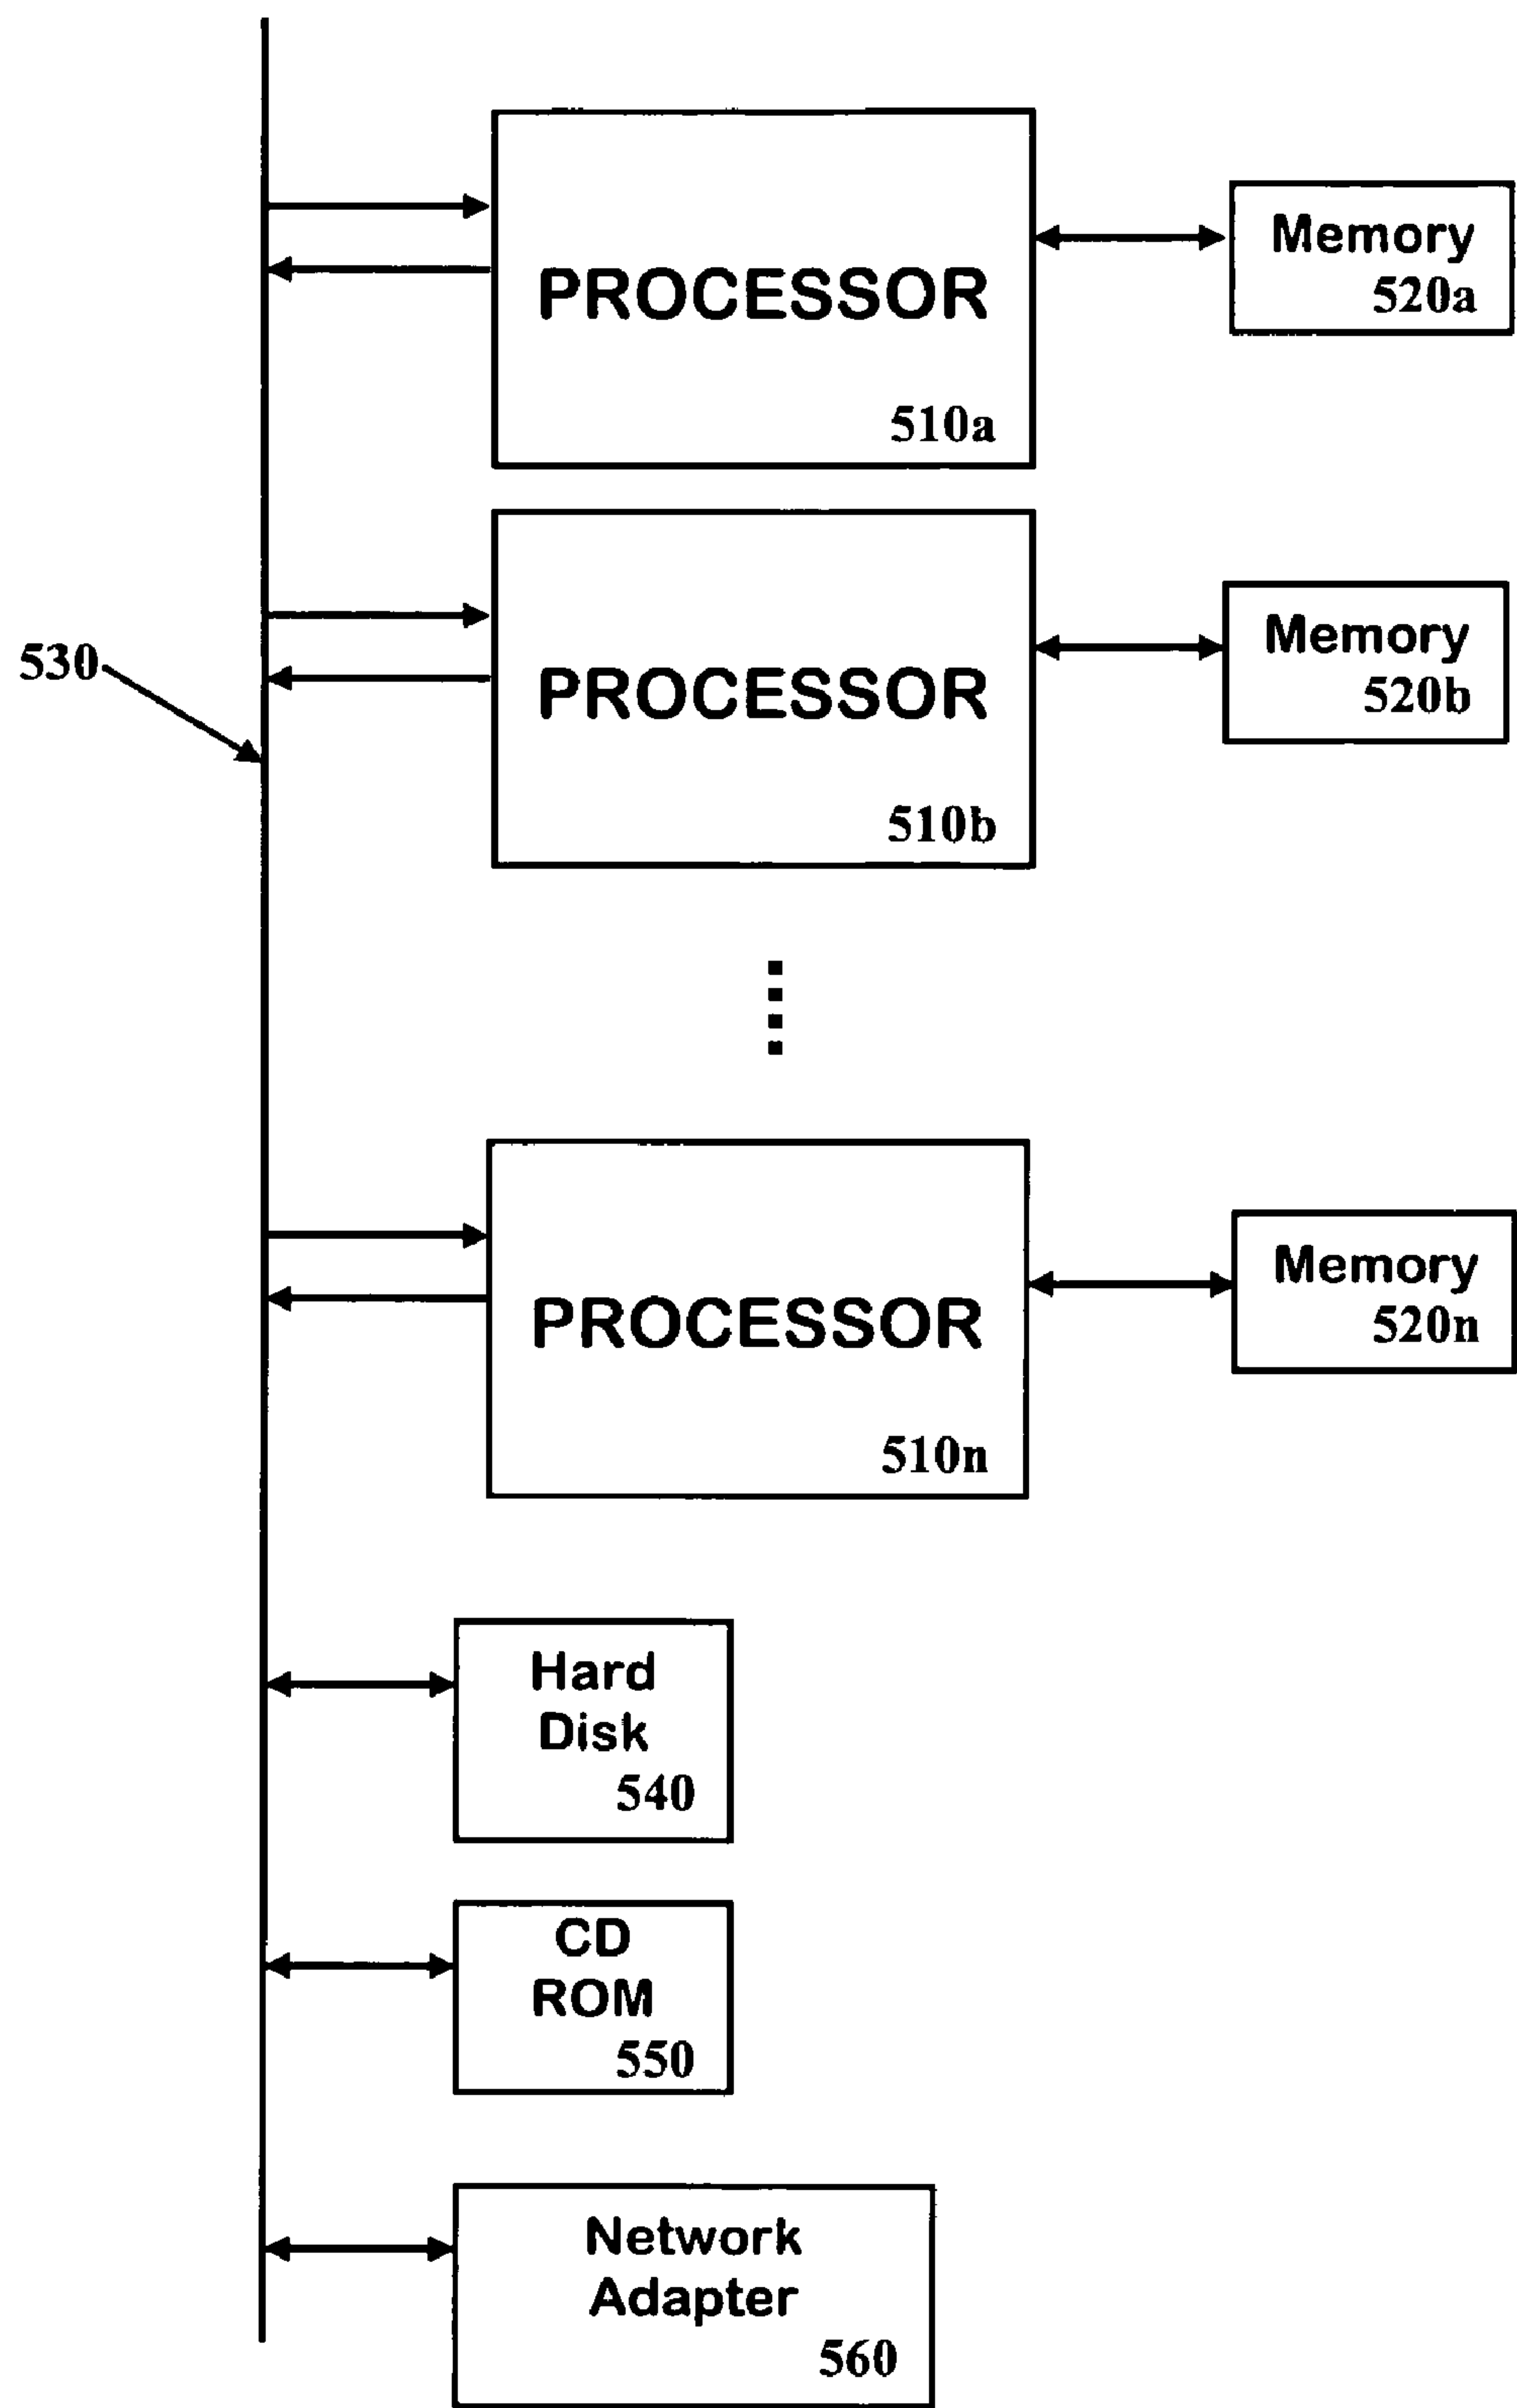 PROCESSOR
510a
Memory
520a
530
PROCESSOR
510b
Memory
520b
PROCESSOR
510n
Memory
520n
Hard
Disk
540
CD
ROM
550
Network
Adapter
560